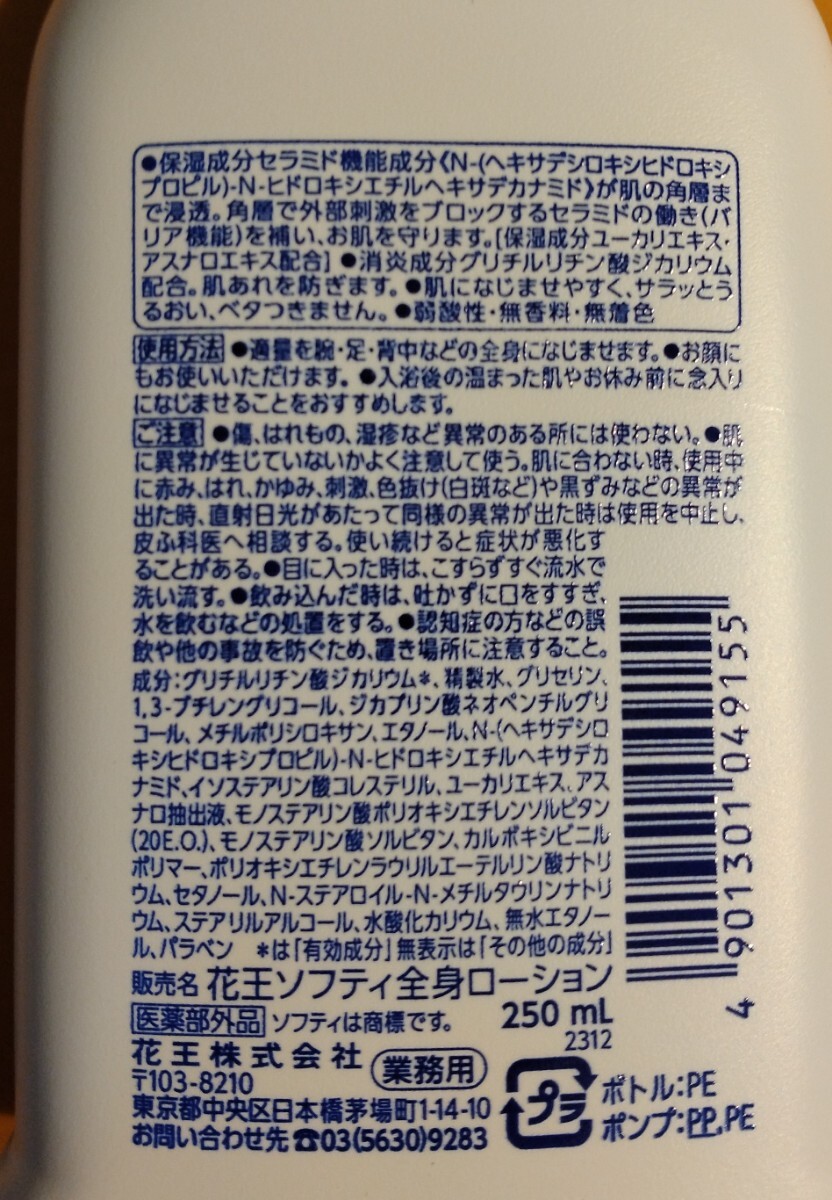 ●保湿成分セラミド機能成分《N-(ヘキサデシロキシヒドロキシ
プロピル)-N-ヒドロキシエチルヘキサデカナミド》が肌の角層ま
で浸透。角層で外部刺激をブロックするセラミドの働き(バ
リア機能)を補い、お肌を守ります。[保湿成分ユーカリエキス・
アスナロエキス配合] ●消炎成分グリチルリチン酸ジカリウム
配合。肌あれを防ぎます。●肌になじませやすく、サラッとう
るおい、ベタつきません。●弱酸性・無香料・無着色
使用方法 ●適量を腕・足・背中などの全身になじませます。●お顔に
もお使いいただけます。●入浴後の温まった肌やお休み前に念入り
になじませることをおすすめします。
ご注意 ●傷、はれもの、湿疹など異常のある所には使わない。●肌
に異常が生じていないかよく注意して使う。肌に合わない時、使用中
に赤み、はれ、かゆみ、刺激、色抜け(白斑など)や黒ずみなどの異常が
出た時、直射日光があたって同様の異常が出た時は使用を中止し、
皮ふ科医へ相談する。使い続けると症状が悪化す
ることがある。●目に入った時は、こすらずすぐ流水で
洗い流す。●飲み込んだ時は、吐かずに口をすすぎ、
水を飲むなどの処置をする。●認知症の方などの誤
飲や他の事故を防ぐため、置き場所に注意すること。
成分:グリチルリチン酸ジカリウム*、精製水、グリセリン、
1,3-ブチレングリコール、ジカプリン酸ネオペンチルグリ
コール、メチルポリシロキサン、エタノール、N-(ヘキサデシロ
キシヒドロキシプロピル)-N-ヒドロキシエチルヘキサデカ
ナミド、イソステアリン酸コレステリル、ユーカリエキス、アス
ナロ抽出液、モノステアリン酸ポリオキシエチレンソルビタン
(20E.O.)、モノステアリン酸ソルビタン、カルボキシビニル
ポリマー、ポリオキシエチレンラウリルエーテルリン酸ナトリ
ウム、セタノール、N-ステアロイル-N-メチルタウリンナトリ
ウム、ステアリルアルコール、水酸化カリウム、無水エタノー
ル、パラベン *は「有効成分」無表示は「その他の成分」
販売名 花王ソフティ全身ローション
医薬部外品 ソフティは商標です。 250 mL
2312
花王株式会社 業務用
〒103-8210
東京都中央区日本橋茅場町1-14-10
お問い合わせ先 ☎03(5630)9283
プラ
ボトル:PE
ポンプ:PP,PE
4 901301 049155